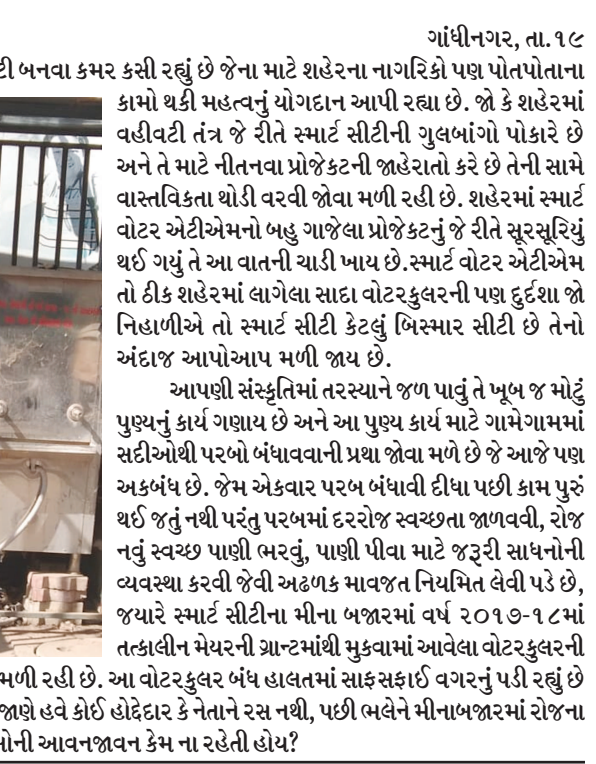 ગાંધીનગર, તા.૧૯
ટી બનવા કમર કસી રહ્યું છે જેના માટે શહેરના નાગરિકો પણ પોતપોતાના
કામો થકી મહત્વનું યોગદાન આપી રહ્યા છે. જો કે શહેરમાં
વહીવટી તંત્ર જે રીતે સ્માર્ટ સીટીની ગુલબાંગો પોકારે છે
અને તે માટે નીતનવા પ્રોજેકટની જાહેરાતો કરે છે તેની સામે
વાસ્તવિકતા થોડી વરવી જોવા મળી રહી છે. શહેરમાં સ્માર્ટ
વોટર એટીએમનો બહુ ગાજેલા પ્રોજેકટનું જે રીતે સૂરસૂરિયું
થઈ ગયું તે આ વાતની ચાડી ખાય છે.સ્માર્ટ વોટર એટીએમ
તો ઠીક શહેરમાં લાગેલા સાદા વોટરકુલરની પણ દુર્દશા જો
નિહાળીએ તો સ્માર્ટ સીટી કેટલું બિસ્માર સીટી છે તેનો
અંદાજ આપોઆપ મળી જાય છે.
આપણી સંસ્કૃતિમાં તરસ્યાને જળ પાવું તે ખૂબ જ મોટું
પુણ્યનું કાર્ય ગણાય છે અને આ પુણ્ય કાર્ય માટે ગામેગામમાં
સદીઓથી પરબો બંધાવવાની પ્રથા જોવા મળે છે જે આજે પણ
અકબંધ છે. જેમ એકવાર પરબ બંધાવી દીધા પછી કામ પુરું
થઈ જતું નથી પરંતુ પરબમાં દરરોજ સ્વચ્છતા જાળવવી, રોજ
નવું સ્વચ્છ પાણી ભરવું, પાણી પીવા માટે જરૂરી સાધનોની
વ્યવસ્થા કરવી જેવી અઢળક માવજત નિયમિત લેવી પડે છે,
જયારે સ્માર્ટ સીટીના મીના બજારમાં વર્ષ ૨૦૧૭-૧૮માં
તત્કાલીન મેયરની ગ્રાન્ટમાંથી મુકવામાં આવેલા વોટરકુલરની
મળી રહી છે. આ વોટરકુલર બંધ હાલતમાં સાફસફાઈ વગરનું પડી રહ્યું છે
જાણે હવે કોઈ હોદ્દેદાર કે નેતાને રસ નથી, પછી ભલેને મીનાબજારમાં રોજના
ઓની આવનજાવન કેમ ના રહેતી હોય?